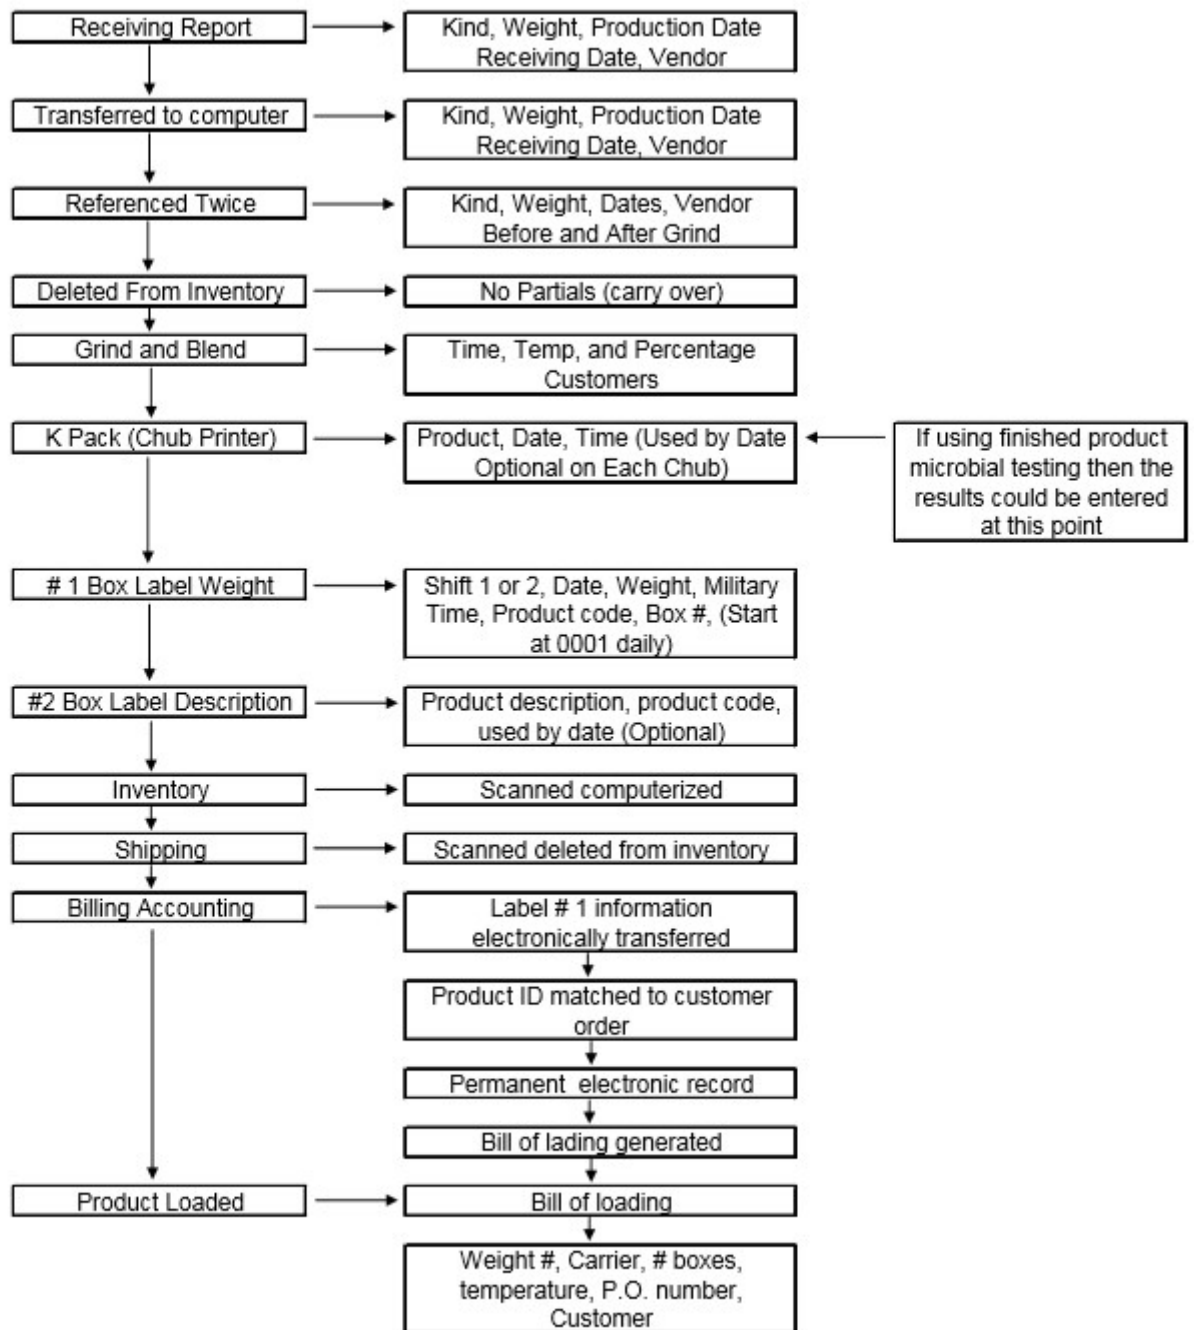 Receiving Report
Kind, Weight, Production Date
Receiving Date, Vendor
Transferred to computer
Kind, Weight, Production Date
Receiving Date, Vendor
Referenced Twice
Kind, Weight, Dates, Vendor
Before and After Grind
Deleted From Inventory
No Partials (carry over)
Grind and Blend
Time, Temp, and Percentage
Customers
K Pack (Chub Printer)
Product, Date, Time (Used by Date
Optional on Each Chub)
If using finished product
microbial testing then the
results could be entered
at this point
# 1 Box Label Weight
Shift 1 or 2, Date, Weight, Military
Time, Product code, Box #, (Start
at 0001 daily)
#2 Box Label Description
Product description, product code,
used by date (Optional)
Inventory
Scanned computerized
Shipping
Scanned deleted from inventory
Billing Accounting
Label # 1 information
electronically transferred
Product ID matched to customer
order
Permanent electronic record
Bill of lading generated
Product Loaded
Bill of loading
Weight #, Carrier, # boxes,
temperature, P.O. number,
Customer